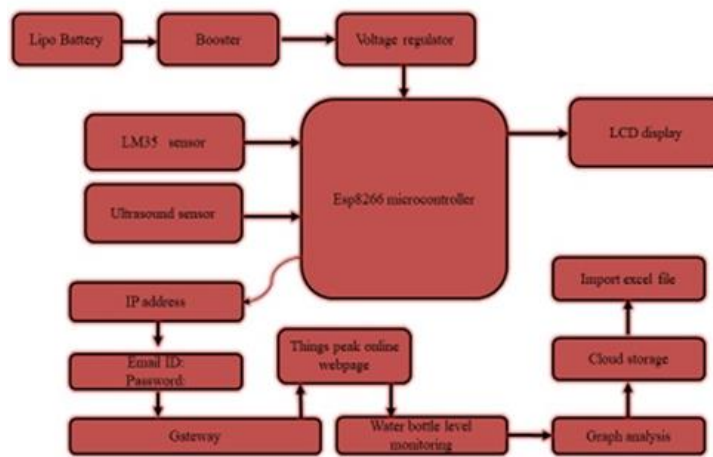 Lipo Battery
Booster
Voltage regulator
LM35 sensor
LCD display
Ultrasound sensor
Esp8266 microcontroller
IP address
Import excel file
Email ID:
Password:
Things peak online
webpage
Cloud storage
Gateway
Water bottle level
monitoring
Graph analysis